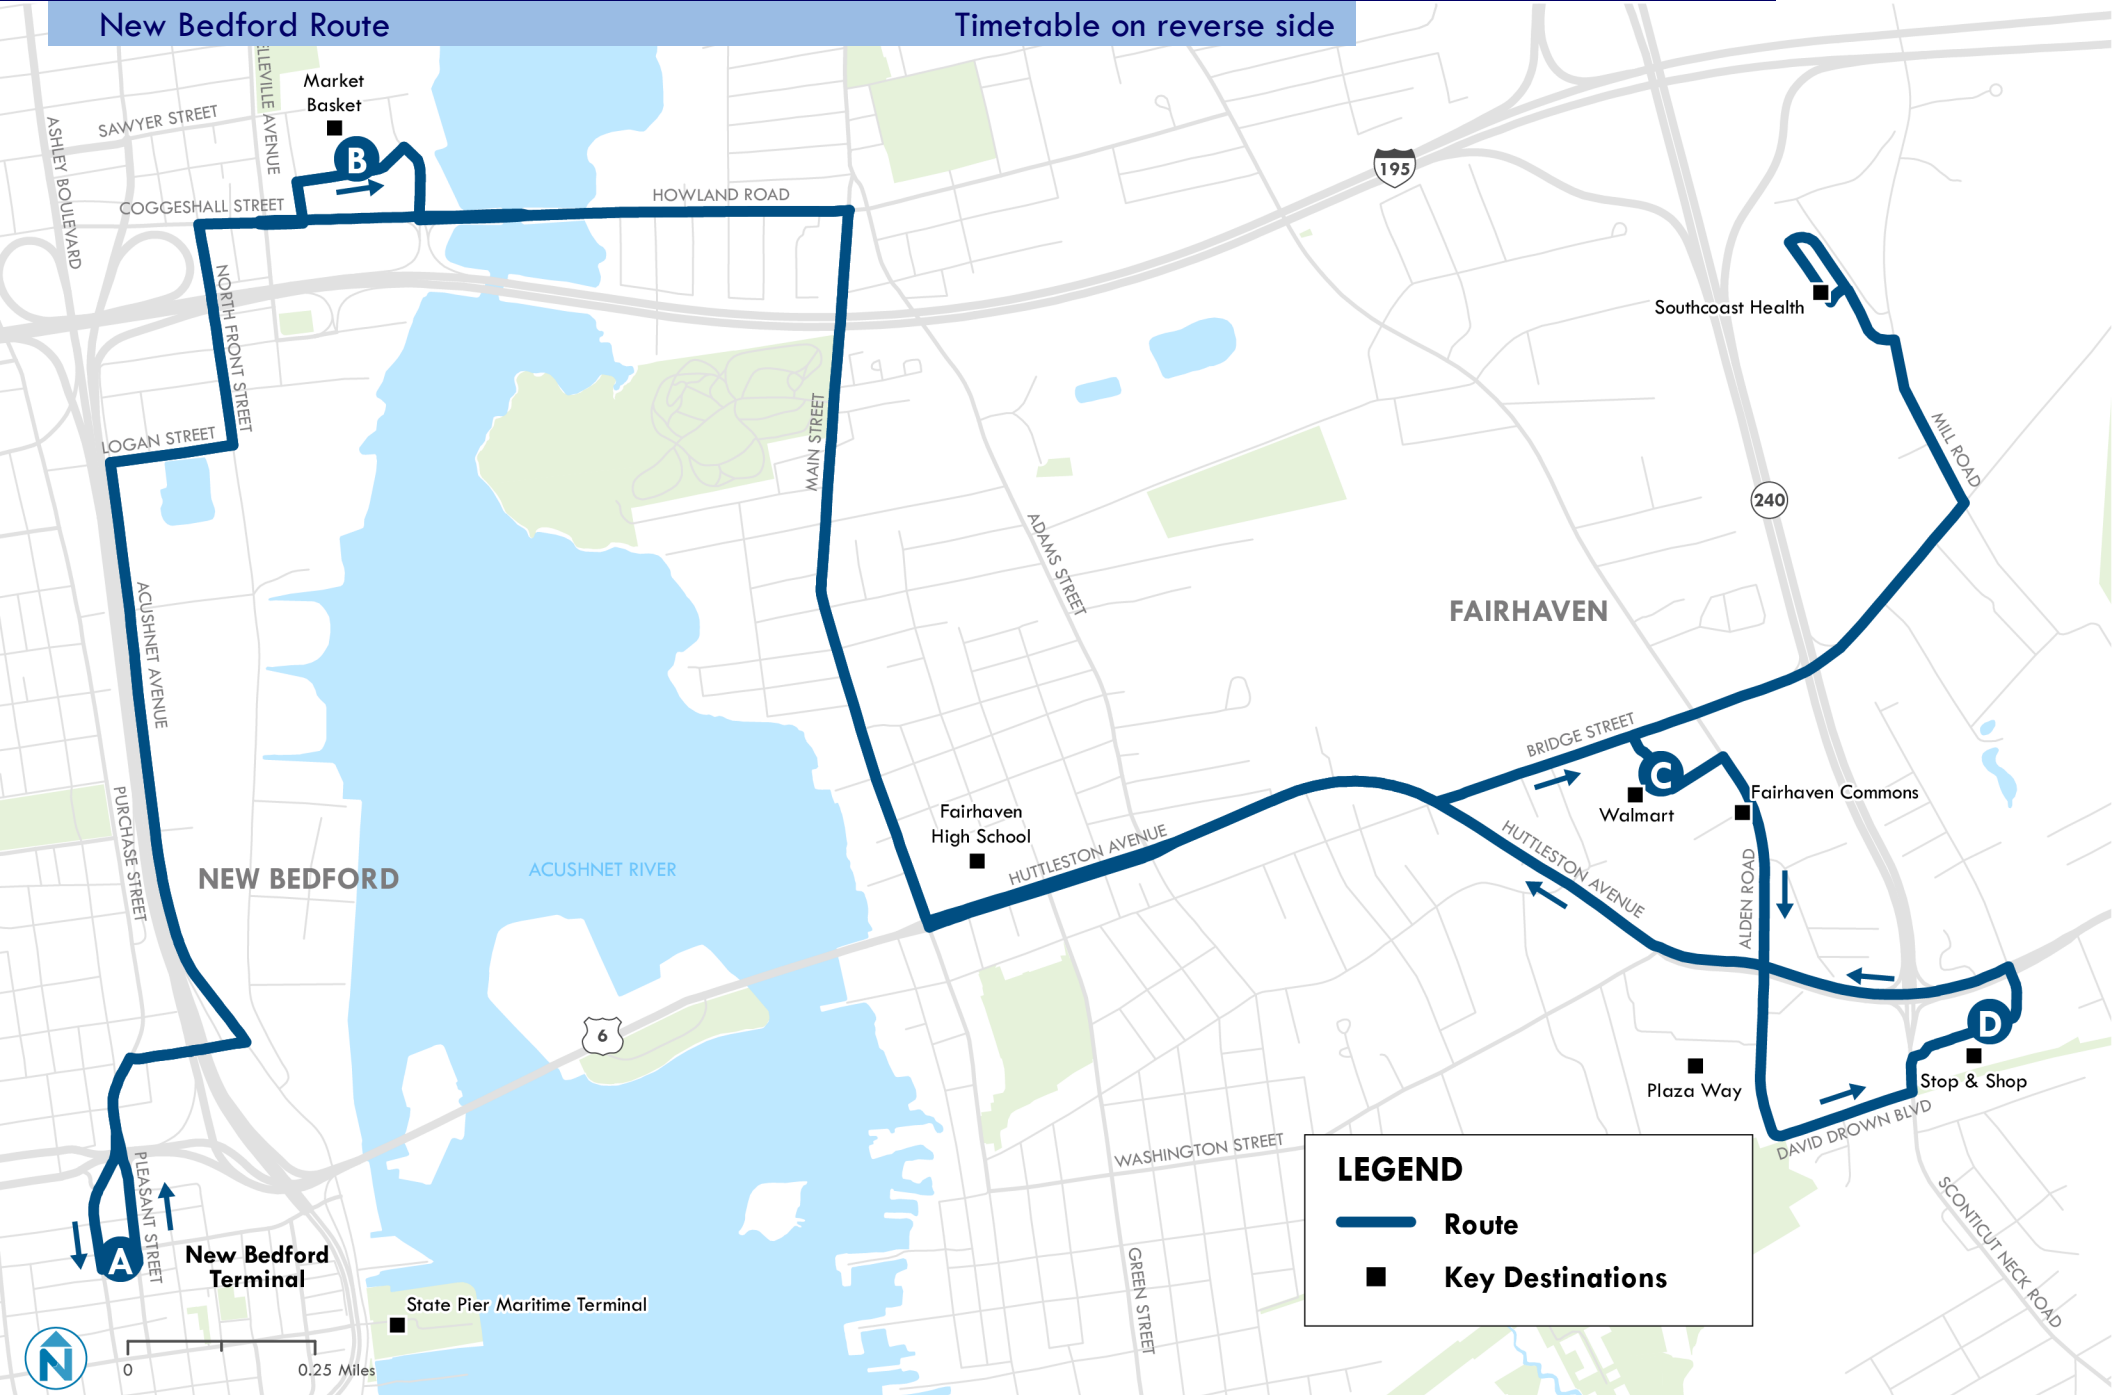 New Bedford Route
Timetable on reverse side
Market
Basket
SAWYER STREET
ELLEVILLE AVENUE
ASHLEY BOULEVARD
B
COGGESHALL STREET
HOWLAND ROAD
195
NORTH FRONT STREET
Southcoast Health
LOGAN STREET
MAIN STREET
MILL ROAD
240
ADAMS STREET
FAIRHAVEN
ACUSHNET AVENUE
BRIDGE STREET
C
Walmart
Fairhaven Commons
PURCHASE STREET
Fairhaven
High School
HUTTLESTON AVENUE
HUTTLESTON AVENUE
ALDEN ROAD
NEW BEDFORD
ACUSHNET RIVER
6
D
Stop & Shop
Plaza Way
DAVID DROWN BLVD
WASHINGTON STREET
SCONTICUT NECK ROAD
PLEASANT STREET
A
New Bedford
Terminal
GREEN STREET
State Pier Maritime Terminal
LEGEND
Route
Key Destinations
N
0
0.25 Miles